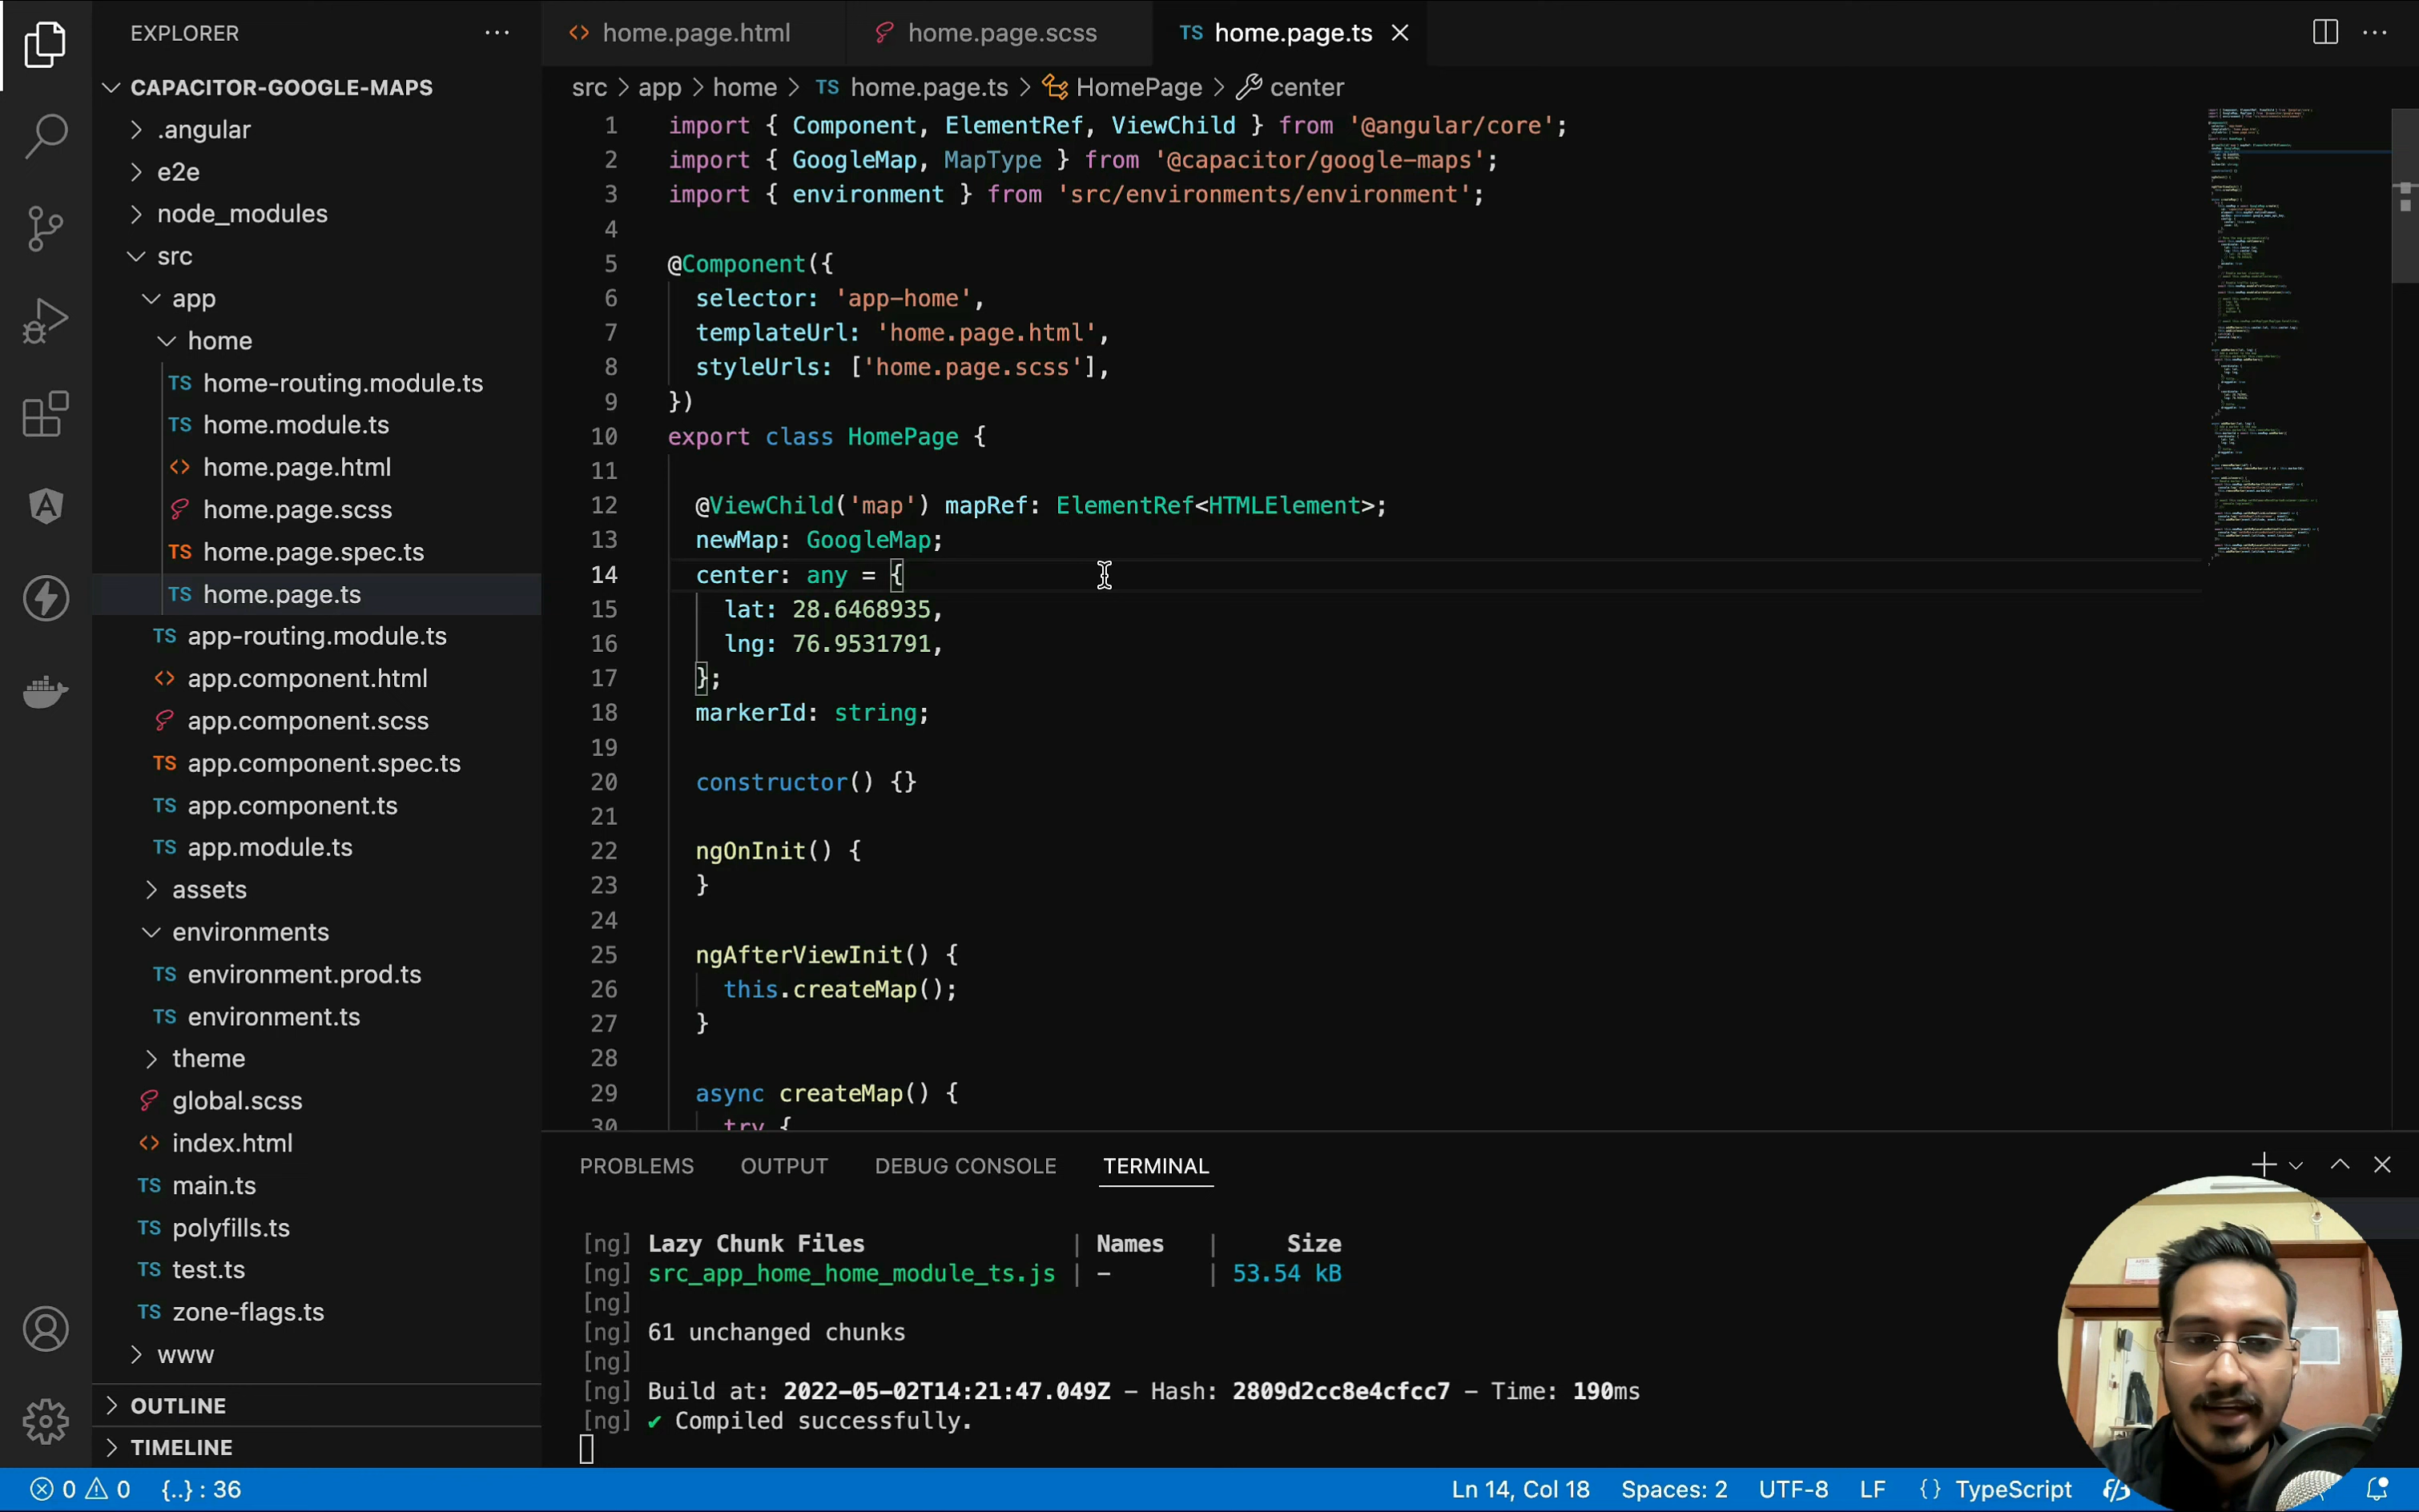 EXPLORER
home.page.html
home.page.scss
TS home.page.ts
CAPACITOR-GOOGLE-MAPS
.angular
e2e
node_modules
src
app
home
TS home-routing.module.ts
TS home.module.ts
home.page.html
home.page.scss
TS home.page.spec.ts
TS home.page.ts
TS app-routing.module.ts
app.component.html
app.component.scss
TS app.component.spec.ts
TS app.component.ts
TS app.module.ts
assets
environments
TS environment.prod.ts
TS environment.ts
theme
global.scss
index.html
TS main.ts
TS polyfills.ts
TS test.ts
TS zone-flags.ts
www
OUTLINE
TIMELINE
src > app > home > TS home.page.ts > HomePage > center
1 import { Component, ElementRef, ViewChild } from '@angular/core';
2 import { GoogleMap, MapType } from '@capacitor/google-maps';
3 import { environment } from 'src/environments/environment';
4
5 @Component({
6 selector: 'app-home',
7 templateUrl: 'home.page.html',
8 styleUrls: ['home.page.scss'],
9 })
10 export class HomePage {
11
12 @ViewChild('map') mapRef: ElementRef<HTMLElement>;
13 newMap: GoogleMap;
14 center: any = {
15 lat: 28.6468935,
16 lng: 76.9531791,
17 };
18 markerId: string;
19
20 constructor() {}
21
22 ngOnInit() {
23 }
24
25 ngAfterViewInit() {
26 this.createMap();
27 }
28
29 async createMap() {
30 try {
PROBLEMS OUTPUT DEBUG CONSOLE TERMINAL
[ng] Lazy Chunk Files | Names | Size
[ng] src_app_home_home_module_ts.js | - | 53.54 kB
[ng]
[ng] 61 unchanged chunks
[ng]
[ng] Build at: 2022-05-02T14:21:47.049Z - Hash: 2809d2cc8e4cfcc7 - Time: 190ms
[ng] ✔ Compiled successfully.
0 0 {..} : 36 Ln 14, Col 18 Spaces: 2 UTF-8 LF {} TypeScript